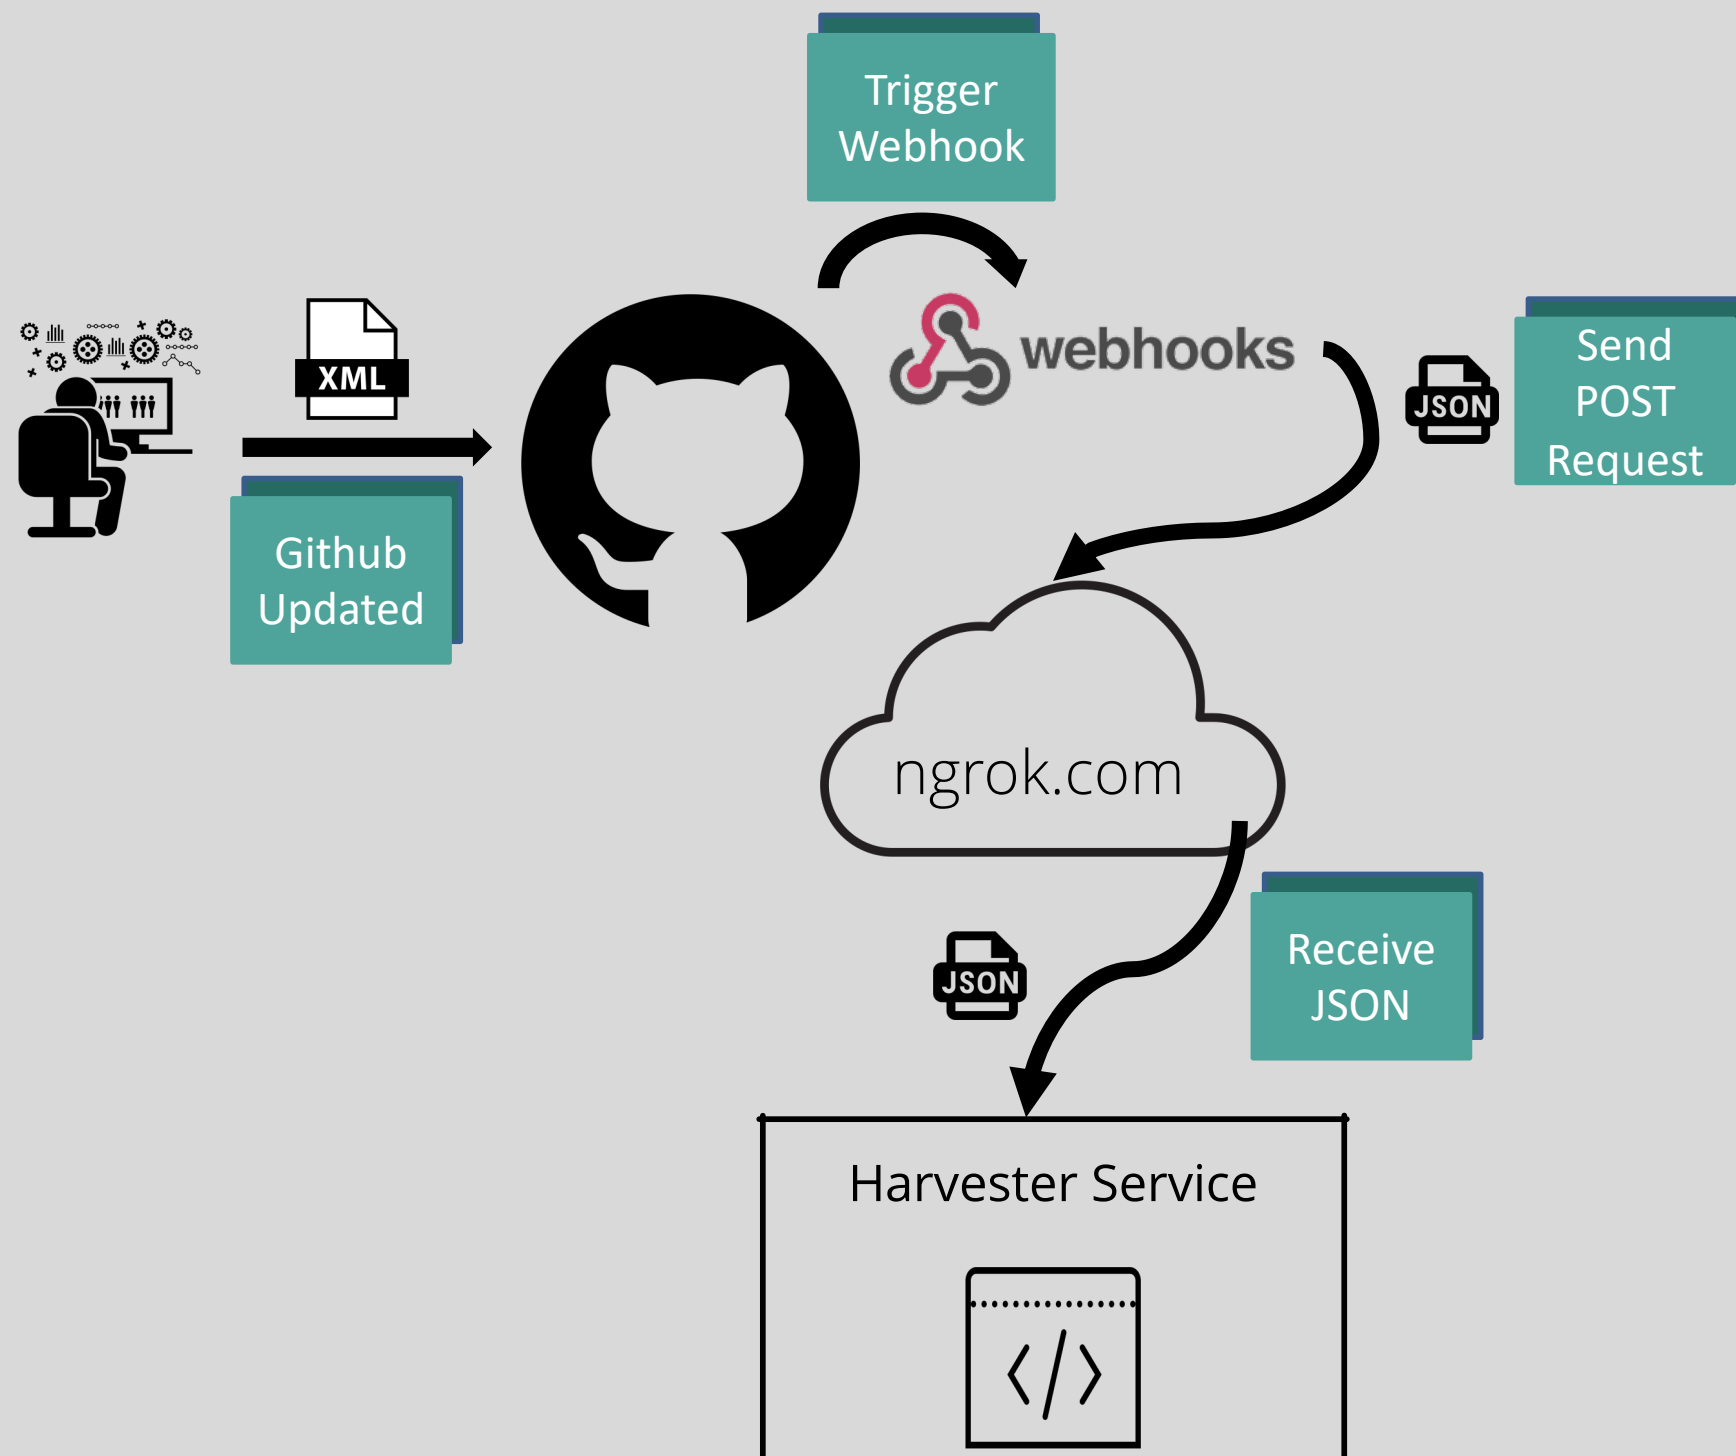 Trigger
Webhook
XML
Github
Updated
webhooks
JSON
Send
POST
Request
ngrok.com
JSON
Receive
JSON
Harvester Service
</>